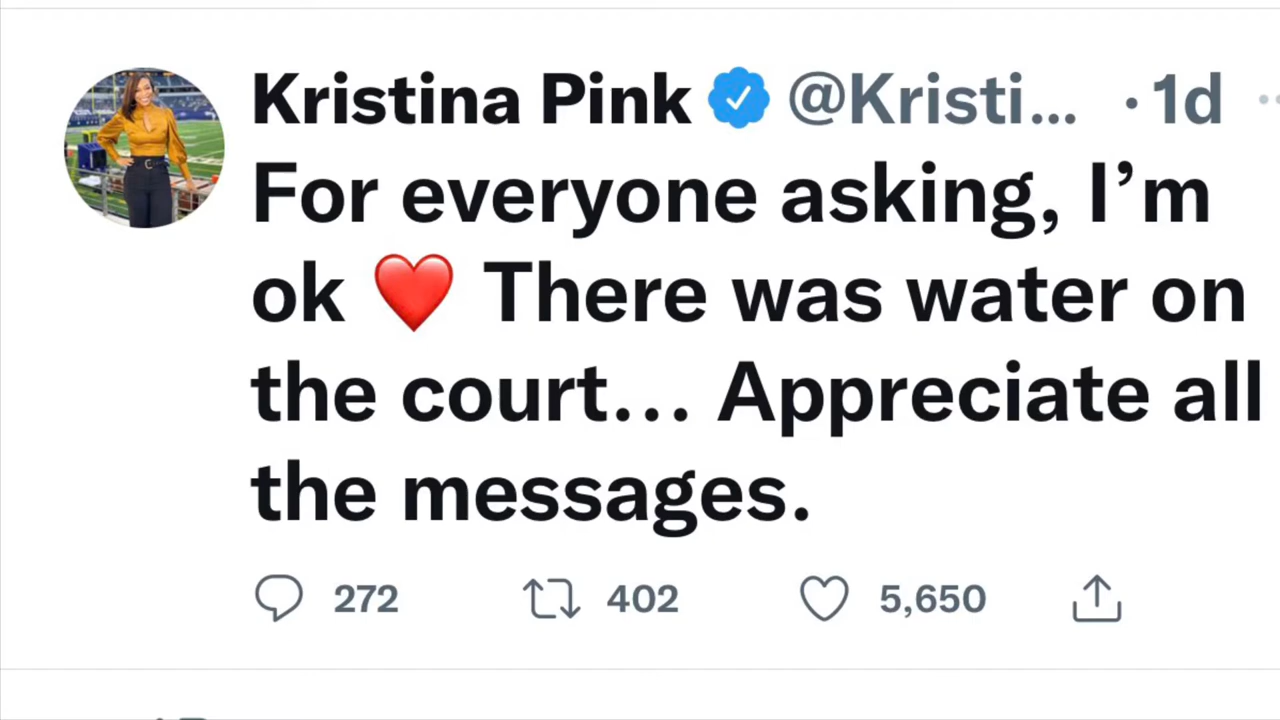 Kristina Pink @Kristi... · 1d
For everyone asking, I’m
ok ❤️ There was water on
the court... Appreciate all
the messages.
272 402 5,650